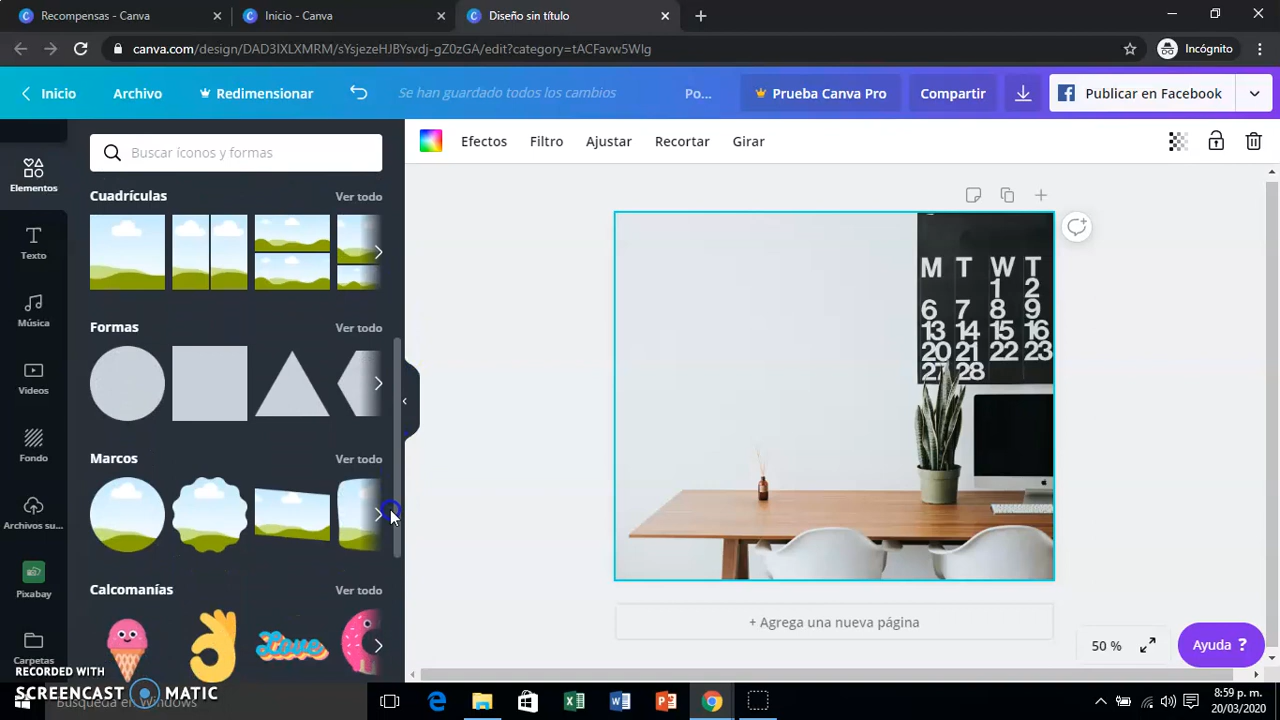 Recompensas - Canva
Inicio - Canva
Diseño sin título
canva.com/design/DAD3IXLXMRM/sYsjezeHJBYsvdj-gZ0zGA/edit?category=tACFavw5WIg
Incógnito
Inicio
Archivo
Redimensionar
Se han guardado todos los cambios
Po...
Prueba Canva Pro
Compartir
Publicar en Facebook
Efectos
Filtro
Ajustar
Recortar
Girar
Buscar íconos y formas
Elementos
Texto
Música
Videos
Fondo
Archivos su...
Pixabay
Carpetas
Cuadrículas
Ver todo
Formas
Ver todo
Marcos
Ver todo
Calcomanías
Ver todo
Love
M T W T
1 2
6 7 8 9
13 14 15 16
20 21 22 23
27 28
+ Agrega una nueva página
50 %
Ayuda ?
RECORDED WITH
SCREENCAST MATIC
Búsqueda en Windows
8:59 p. m.
20/03/2020